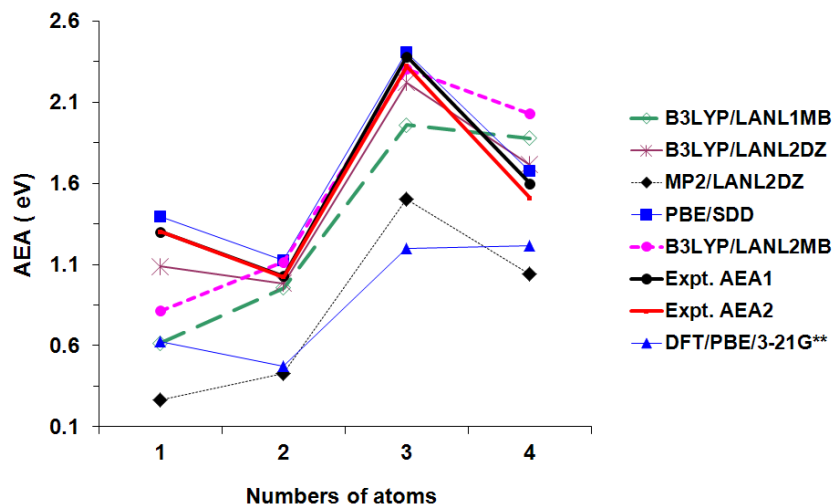 2.6
2.1
1.6
1.1
0.6
0.1
AEA ( eV)
1 2 3 4
Numbers of atoms
B3LYP/LANL1MB
B3LYP/LANL2DZ
MP2/LANL2DZ
PBE/SDD
B3LYP/LANL2MB
Expt. AEA1
Expt. AEA2
DFT/PBE/3-21G**